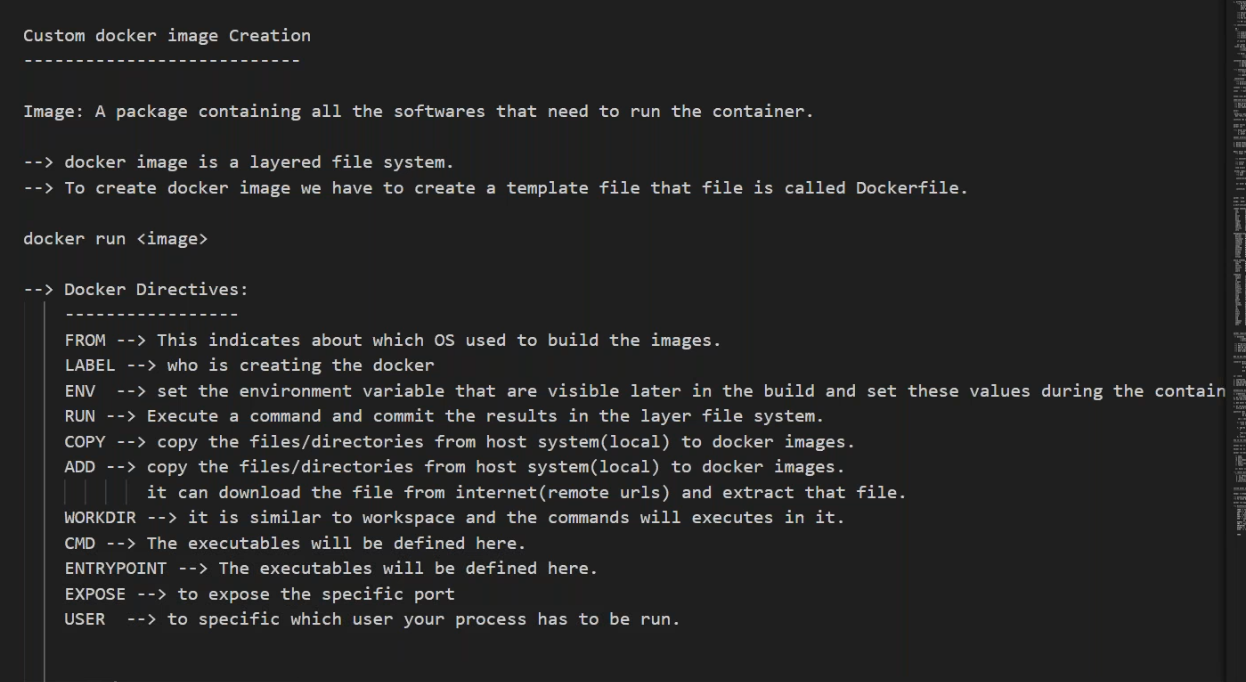 Custom docker image Creation
---------------------------
Image: A package containing all the softwares that need to run the container.
--> docker image is a layered file system.
--> To create docker image we have to create a template file that file is called Dockerfile.
docker run <image>
--> Docker Directives:
-----------------
FROM --> This indicates about which OS used to build the images.
LABEL --> who is creating the docker
ENV  --> set the environment variable that are visible later in the build and set these values during the contain
RUN --> Execute a command and commit the results in the layer file system.
COPY --> copy the files/directories from host system(local) to docker images.
ADD --> copy the files/directories from host system(local) to docker images.
it can download the file from internet(remote urls) and extract that file.
WORKDIR --> it is similar to workspace and the commands will executes in it.
CMD --> The executables will be defined here.
ENTRYPOINT --> The executables will be defined here.
EXPOSE --> to expose the specific port
USER  --> to specific which user your process has to be run.